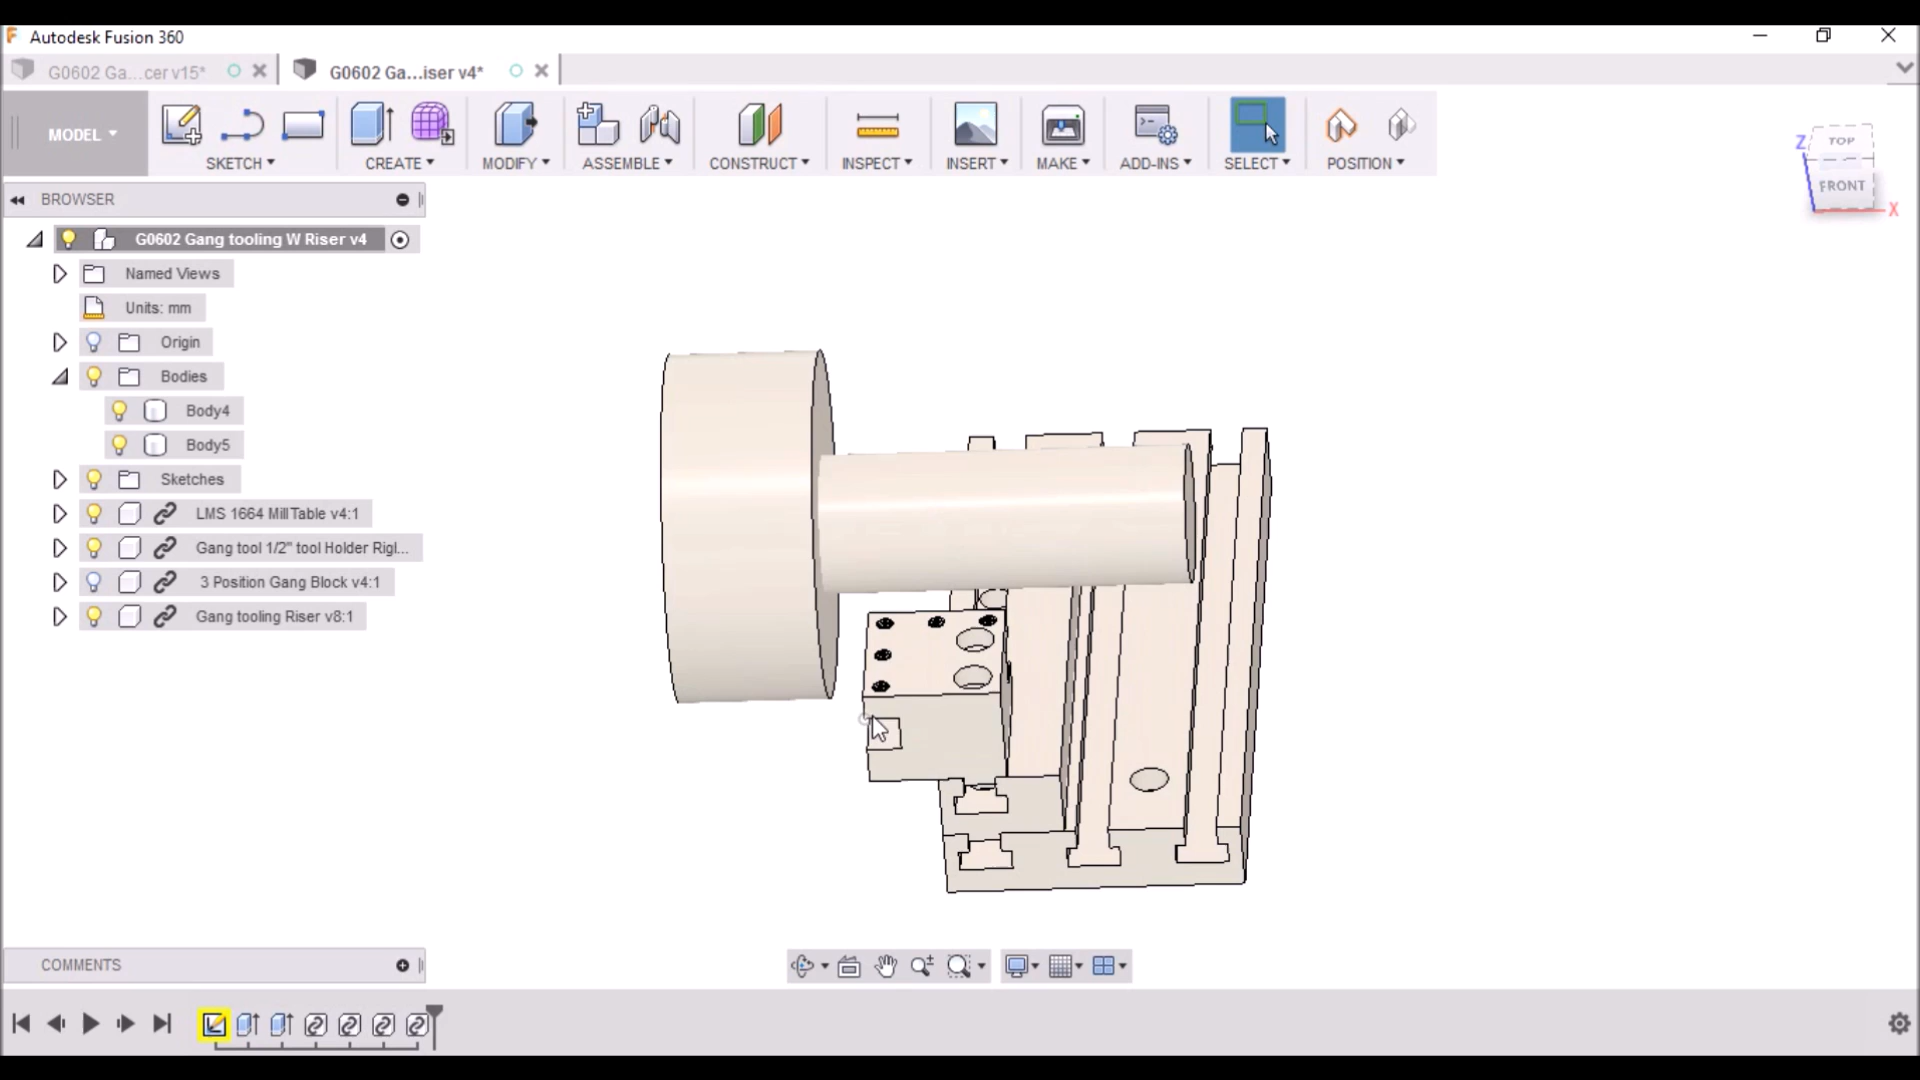 Autodesk Fusion 360
G0602 Ga...cer v15*
G0602 Ga...iser v4*
MODEL
SKETCH
CREATE
MODIFY
ASSEMBLE
CONSTRUCT
INSPECT
INSERT
MAKE
ADD-INS
SELECT
POSITION
Z
TOP
FRONT
X
BROWSER
G0602 Gang tooling W Riser v4
Named Views
Units: mm
Origin
Bodies
Body4
Body5
Sketches
LMS 1664 Mill Table v4:1
Gang tool 1/2" tool Holder Rigl...
3 Position Gang Block v4:1
Gang tooling Riser v8:1
COMMENTS